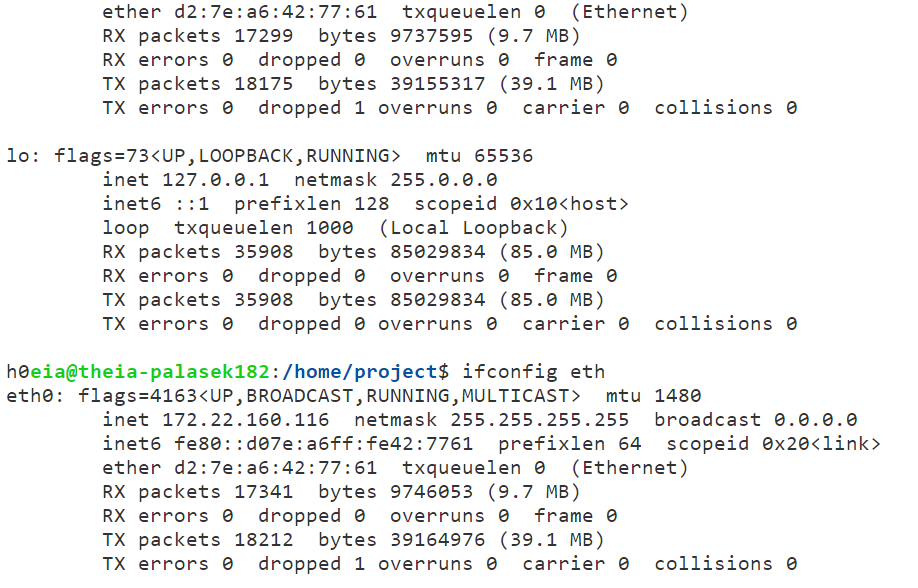 ether d2:7e:a6:42:77:61  txqueuelen 0  (Ethernet)
RX packets 17299  bytes 9737595 (9.7 MB)
RX errors 0  dropped 0  overruns 0  frame 0
TX packets 18175  bytes 39155317 (39.1 MB)
TX errors 0  dropped 1 overruns 0  carrier 0  collisions 0
lo: flags=73<UP,LOOPBACK,RUNNING>  mtu 65536
inet 127.0.0.1  netmask 255.0.0.0
inet6 ::1  prefixlen 128  scopeid 0x10<host>
loop  txqueuelen 1000  (Local Loopback)
RX packets 35908  bytes 85029834 (85.0 MB)
RX errors 0  dropped 0  overruns 0  frame 0
TX packets 35908  bytes 85029834 (85.0 MB)
TX errors 0  dropped 0 overruns 0  carrier 0  collisions 0
h0eia@theia-palasek182:/home/project$ ifconfig eth
eth0: flags=4163<UP,BROADCAST,RUNNING,MULTICAST>  mtu 1480
inet 172.22.160.116  netmask 255.255.255.255  broadcast 0.0.0.0
inet6 fe80::d07e:a6ff:fe42:7761  prefixlen 64  scopeid 0x20<link>
ether d2:7e:a6:42:77:61  txqueuelen 0  (Ethernet)
RX packets 17341  bytes 9746053 (9.7 MB)
RX errors 0  dropped 0  overruns 0  frame 0
TX packets 18212  bytes 39164976 (39.1 MB)
TX errors 0  dropped 1 overruns 0  carrier 0  collisions 0